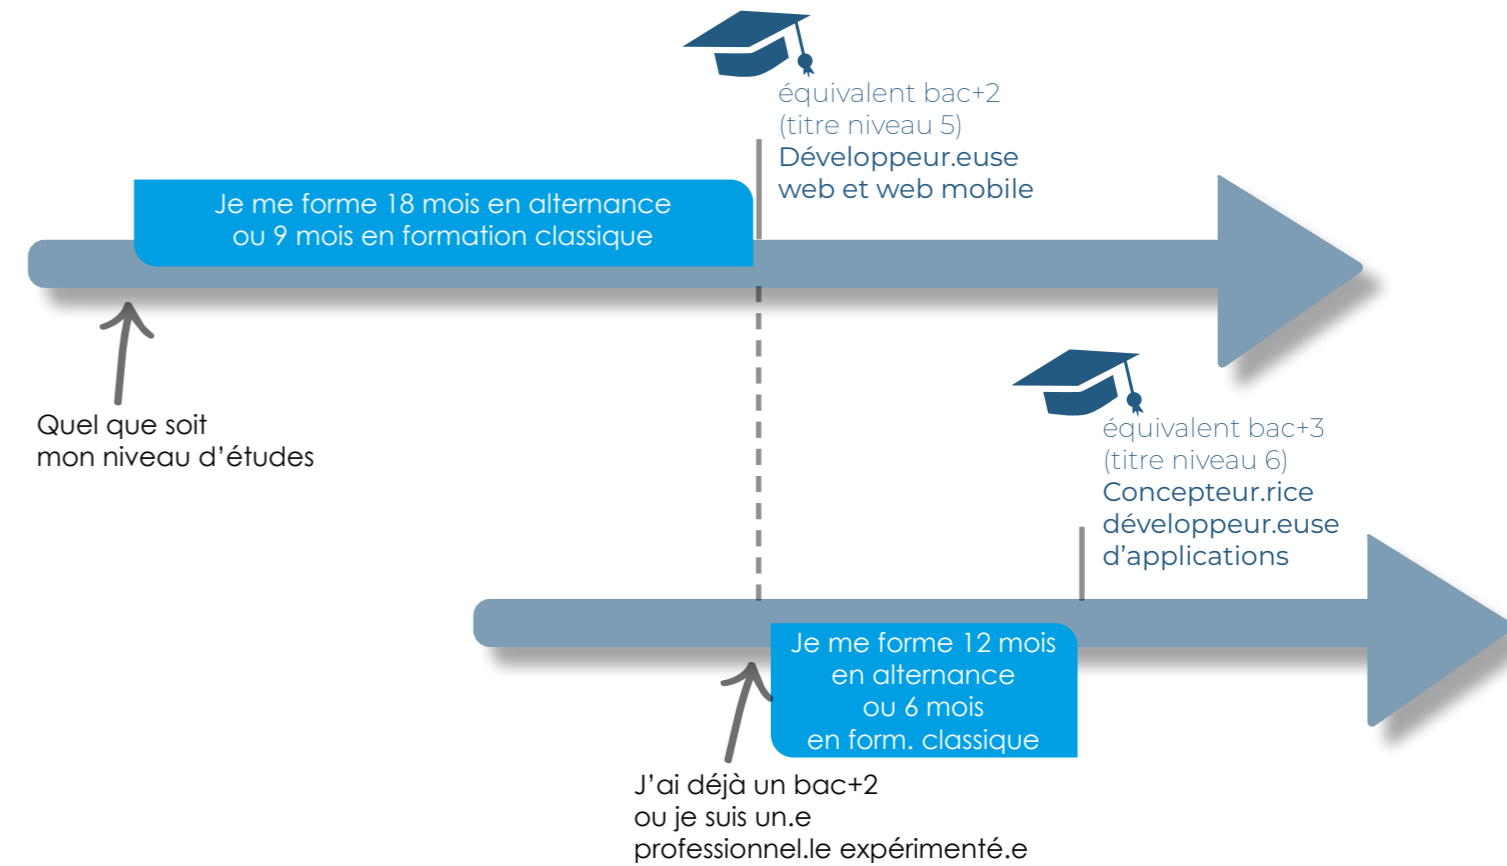 équivalent bac+2
(titre niveau 5)
Développeur.euse
web et web mobile
Je me forme 18 mois en alternance
ou 9 mois en formation classique
Quel que soit
mon niveau d’études
équivalent bac+3
(titre niveau 6)
Concepteur.rice
développeur.euse
d’applications
Je me forme 12 mois
en alternance
ou 6 mois
en form. classique
J’ai déjà un bac+2
ou je suis un.e
professionnel.le expérimenté.e